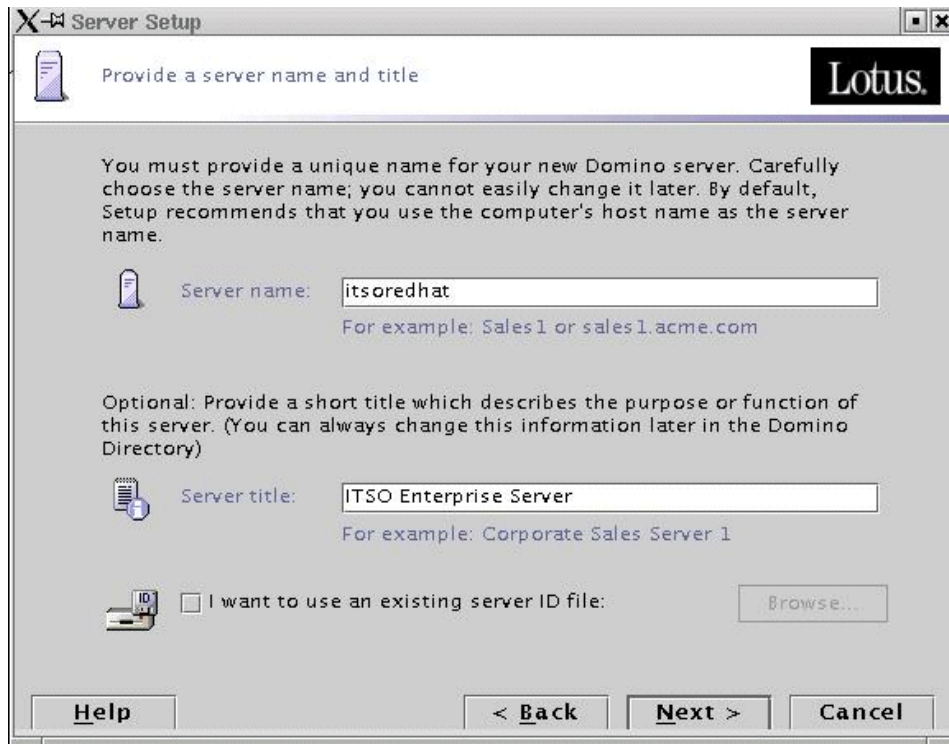 Server Setup
Provide a server name and title
Lotus.
You must provide a unique name for your new Domino server. Carefully
choose the server name; you cannot easily change it later. By default,
Setup recommends that you use the computer's host name as the server
name.
Server name: itsoredhat
For example: Sales1 or sales1.acme.com
Optional: Provide a short title which describes the purpose or function of
this server. (You can always change this information later in the Domino
Directory)
Server title: ITSO Enterprise Server
For example: Corporate Sales Server 1
ID
I want to use an existing server ID file: Browse...
Help < Back Next > Cancel